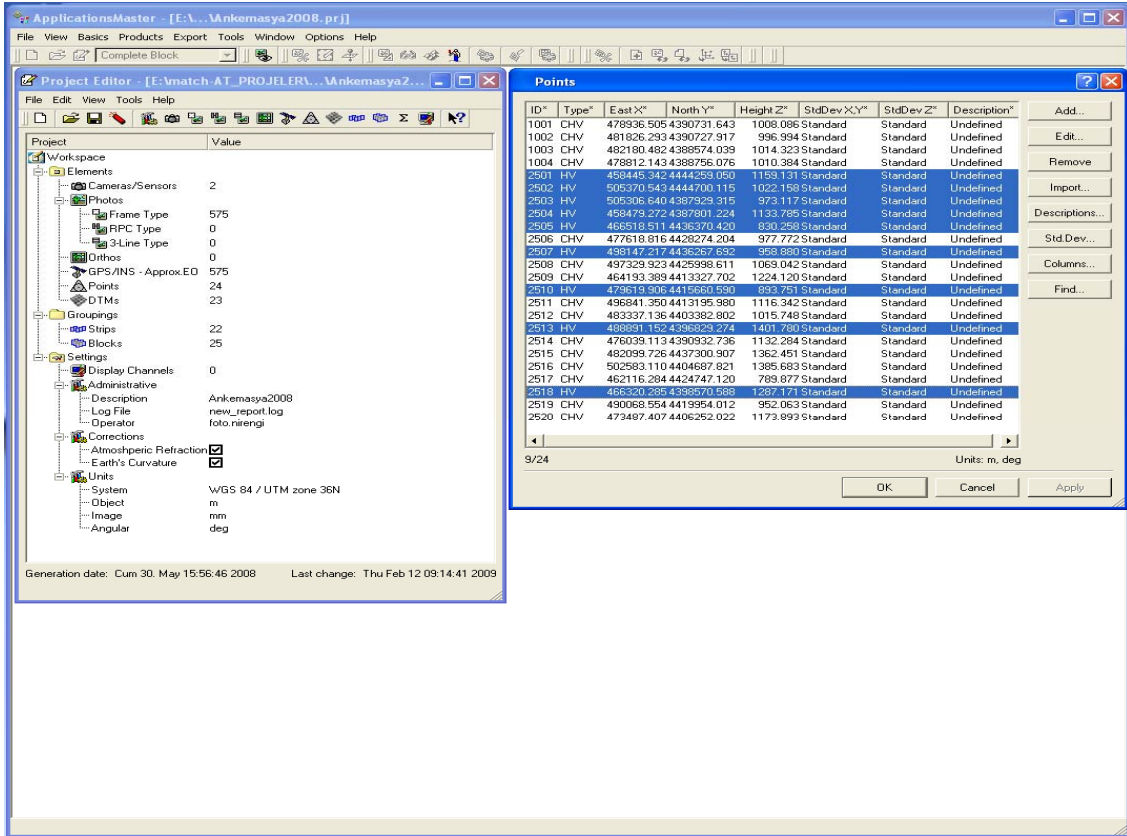 ApplicationsMaster - [E:\...\Ankemasya2008.prj]
File View Basics Products Export Tools Window Options Help
Complete Block
Project Editor - [E:\match-AT_PROJELER\...\Ankemasya2...
File Edit View Tools Help
Project Value
Workspace
Elements
Cameras/Sensors 2
Photos
Frame Type 575
RPC Type 0
3-Line Type 0
Orthos 0
GPS/INS - Approx.EO 575
Points 24
DTMs 23
Groupings
Strips 22
Blocks 25
Settings
Display Channels 0
Administrative
Description Ankemasya2008
Log File new_report.log
Operator foto.nirengi
Corrections
Atmoshperic Refraction
Earth's Curvature
Units
System WGS 84 / UTM zone 36N
Object m
Image mm
Angular deg
Generation date: Cum 30. May 15:56:46 2008 Last change: Thu Feb 12 09:14:41 2009
Points
ID* Type* East X* North Y* Height Z* StdDev X,Y* StdDev Z* Description*
1001 CHV 478936.505 4390731.643 1008.086 Standard Standard Undefined
1002 CHV 481826.293 4390727.917 996.994 Standard Standard Undefined
1003 CHV 482180.482 4388574.039 1014.323 Standard Standard Undefined
1004 CHV 478812.143 4388756.076 1010.384 Standard Standard Undefined
2501 HV 458445.342 4444259.050 1159.131 Standard Standard Undefined
2502 HV 505370.543 4444700.115 1022.158 Standard Standard Undefined
2503 HV 505306.640 4387929.315 973.117 Standard Standard Undefined
2504 HV 458479.272 4387801.224 1133.785 Standard Standard Undefined
2505 HV 466518.511 4436370.420 830.258 Standard Standard Undefined
2506 CHV 477618.816 4428274.204 977.772 Standard Standard Undefined
2507 HV 498147.217 4436267.692 958.880 Standard Standard Undefined
2508 CHV 497329.923 4425998.611 1069.042 Standard Standard Undefined
2509 CHV 464193.389 4413327.702 1224.120 Standard Standard Undefined
2510 HV 479619.906 4415660.590 893.751 Standard Standard Undefined
2511 CHV 496841.350 4413195.980 1116.342 Standard Standard Undefined
2512 CHV 483337.136 4403382.802 1015.748 Standard Standard Undefined
2513 HV 488891.152 4396829.274 1401.780 Standard Standard Undefined
2514 CHV 476039.113 4390932.736 1132.284 Standard Standard Undefined
2515 CHV 482099.726 4437300.907 1362.451 Standard Standard Undefined
2516 CHV 502583.110 4404687.821 1385.683 Standard Standard Undefined
2517 CHV 462116.284 4424747.120 789.877 Standard Standard Undefined
2518 HV 466320.285 4398570.588 1287.171 Standard Standard Undefined
2519 CHV 490068.554 4419954.012 952.063 Standard Standard Undefined
2520 CHV 473487.407 4406252.022 1173.893 Standard Standard Undefined
9/24 Units: m, deg
Add...
Edit...
Remove
Import...
Descriptions...
Std.Dev...
Columns...
Find...
OK Cancel Apply